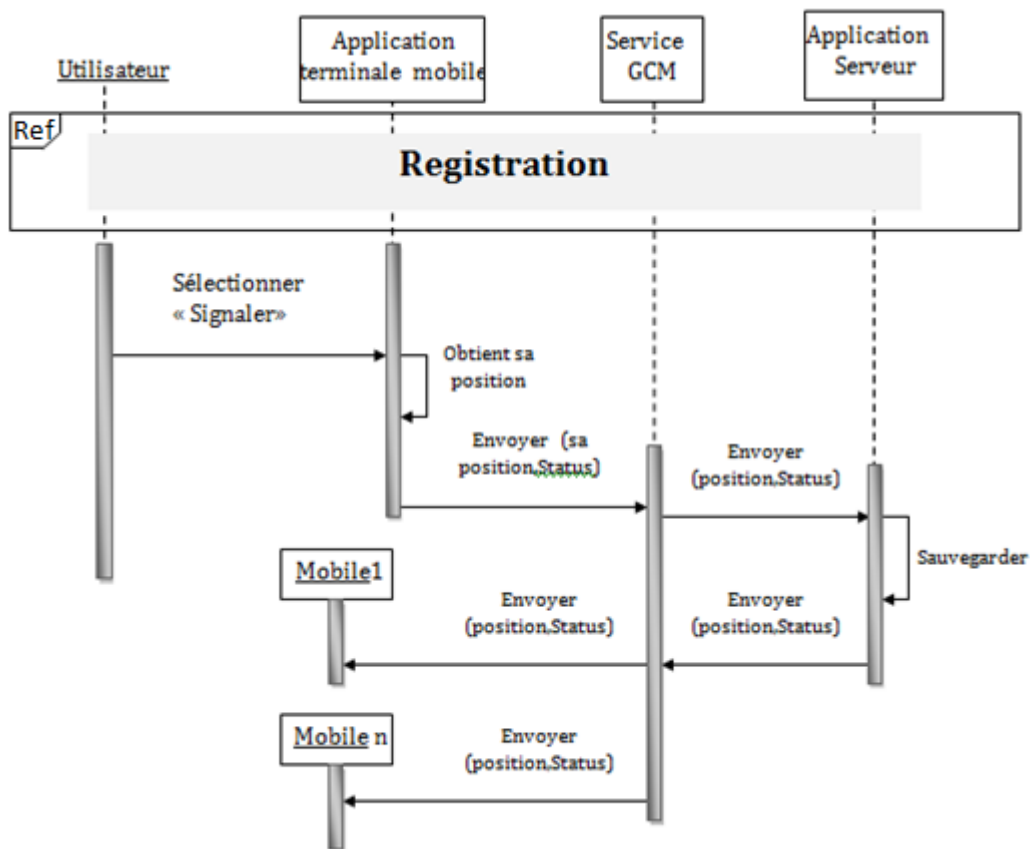 Utilisateur
Application
terminale mobile
Service
GCM
Application
Serveur
Ref
Registration
Sélectionner
« Signaler»
Obtient sa
position
Envoyer (sa
position,Status)
Envoyer
(position,Status)
Sauvegarder
Mobile1
Envoyer
(position,Status)
Envoyer
(position,Status)
Mobile n
Envoyer
(position,Status)